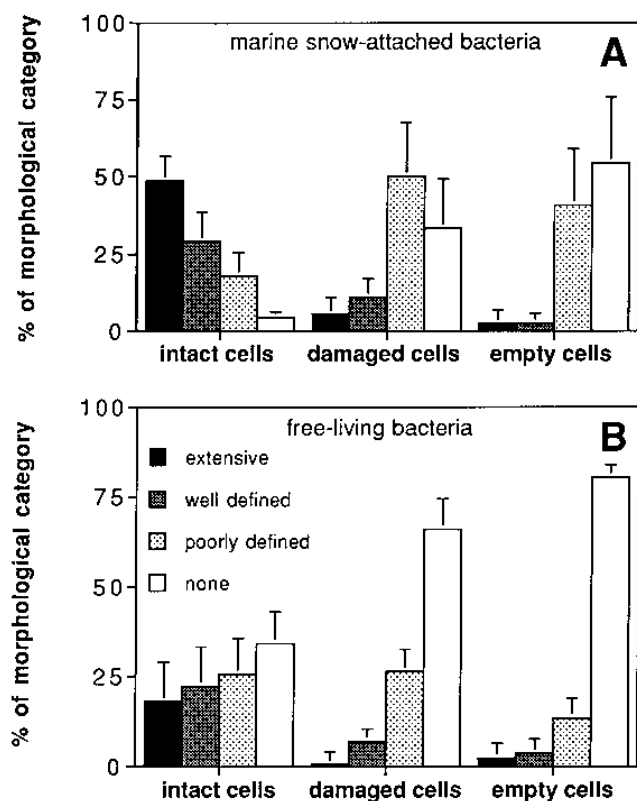 % of morphological category
100
75
50
25
0
marine snow-attached bacteria
A
intact cells
damaged cells
empty cells
% of morphological category
100
75
50
25
0
free-living bacteria
B
extensive
well defined
poorly defined
none
intact cells
damaged cells
empty cells